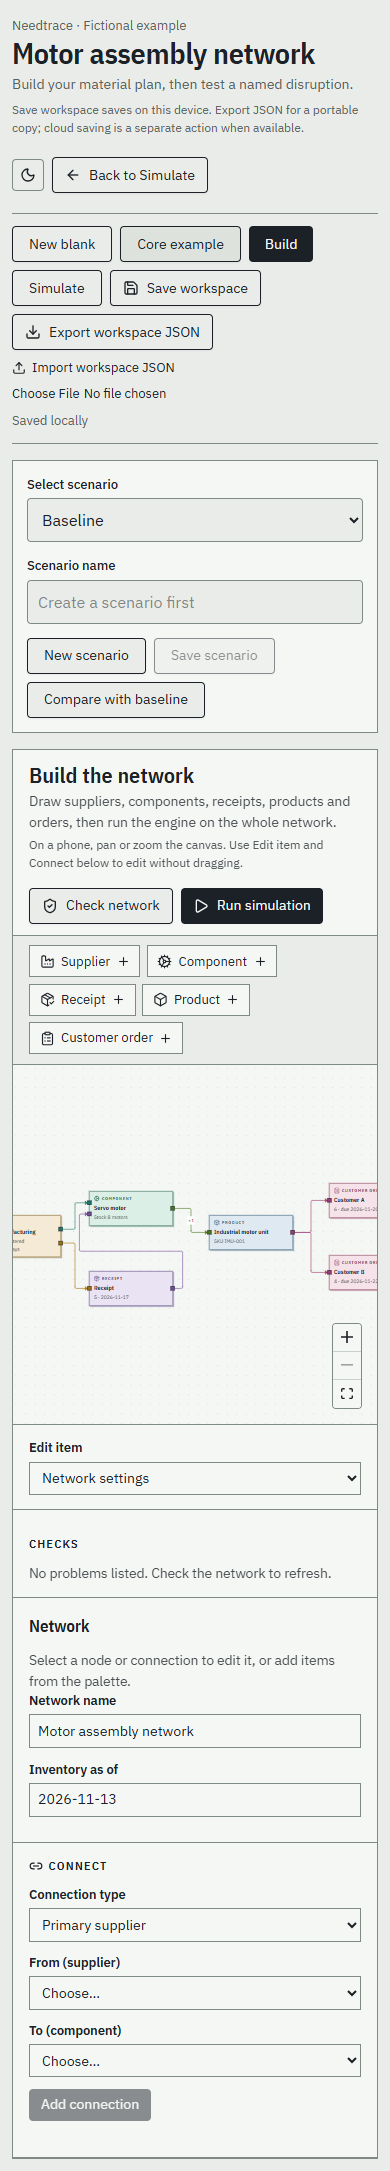 Needtrace · Fictional example
Motor assembly network
Build your material plan, then test a named disruption.
Save workspace saves on this device. Export JSON for a portable
copy; cloud saving is a separate action when available.
Back to Simulate
New blank
Core example
Build
Simulate
Save workspace
Export workspace JSON
Import workspace JSON
Choose File No file chosen
Saved locally
Select scenario
Baseline
Scenario name
Create a scenario first
New scenario
Save scenario
Compare with baseline
Build the network
Draw suppliers, components, receipts, products and
orders, then run the engine on the whole network.
On a phone, pan or zoom the canvas. Use Edit item and
Connect below to edit without dragging.
Check network
Run simulation
Supplier +
Component +
Receipt +
Product +
Customer order +
COMPONENT
Servo motor
PRODUCT
Industrial motor unit
SKU IMU-001
RECEIPT
Receipt
5 · 2026-11-17
Customer A
Customer B
Edit item
Network settings
CHECKS
No problems listed. Check the network to refresh.
Network
Select a node or connection to edit it, or add items
from the palette.
Network name
Motor assembly network
Inventory as of
2026-11-13
CONNECT
Connection type
Primary supplier
From (supplier)
Choose...
To (component)
Choose...
Add connection